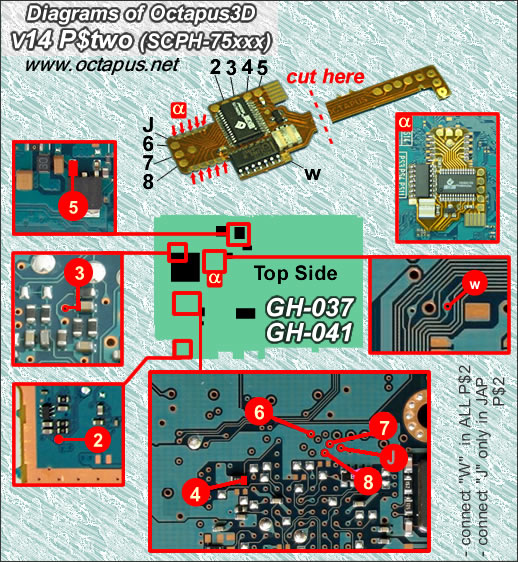 Diagrams of Octapus3D
v14 P$two (SCPH-75xxx)
www.octapus.net
2 3 4 5
cut here
OCTAPUS
α
J
6
7
8
w
α
5
3
Top Side
α
GH-037
GH-041
w
2
6
7
J
4
8
- connect "W" in ALL P$2
- connect "J" only in JAP
P$2